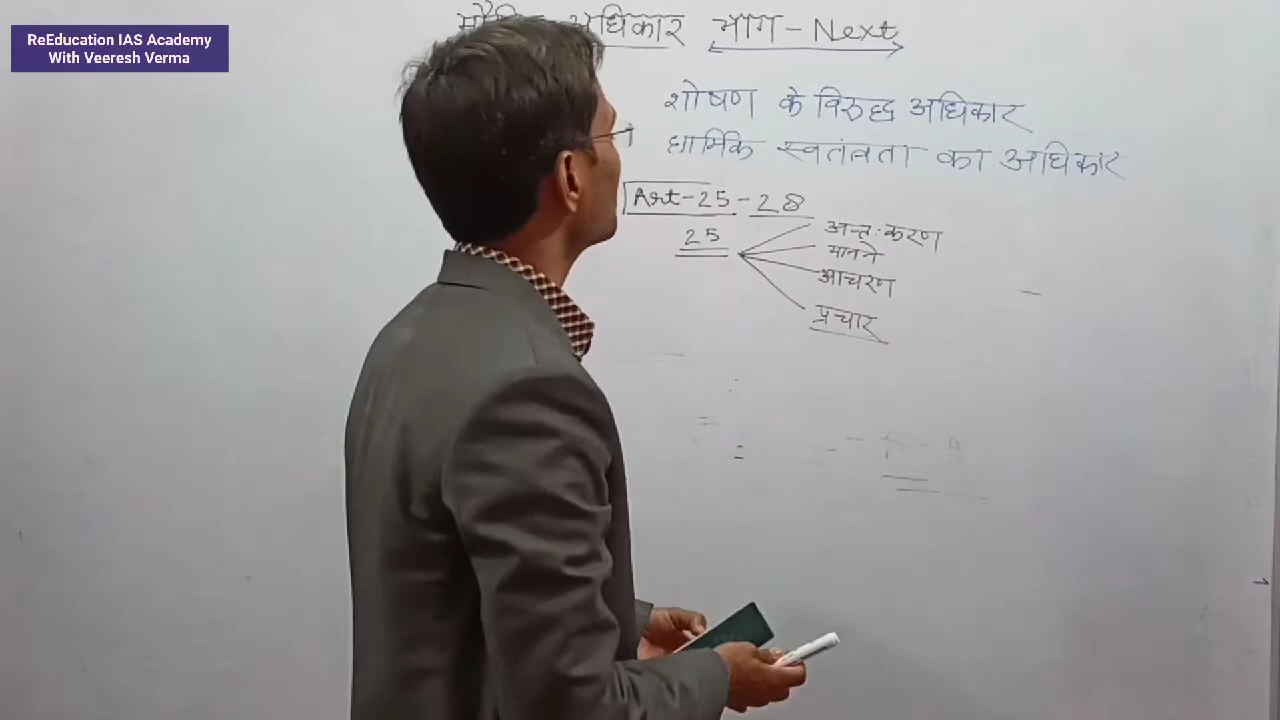 ReEducation IAS Academy
With Veeresh Verma
अधिकार भाग - Next
शोषण के विरुद्ध अधिकार
धार्मिक स्वतंत्रता का अधिकार
Art-25-28
25
अन्तःकरण
मानने
आचरण
प्रचार